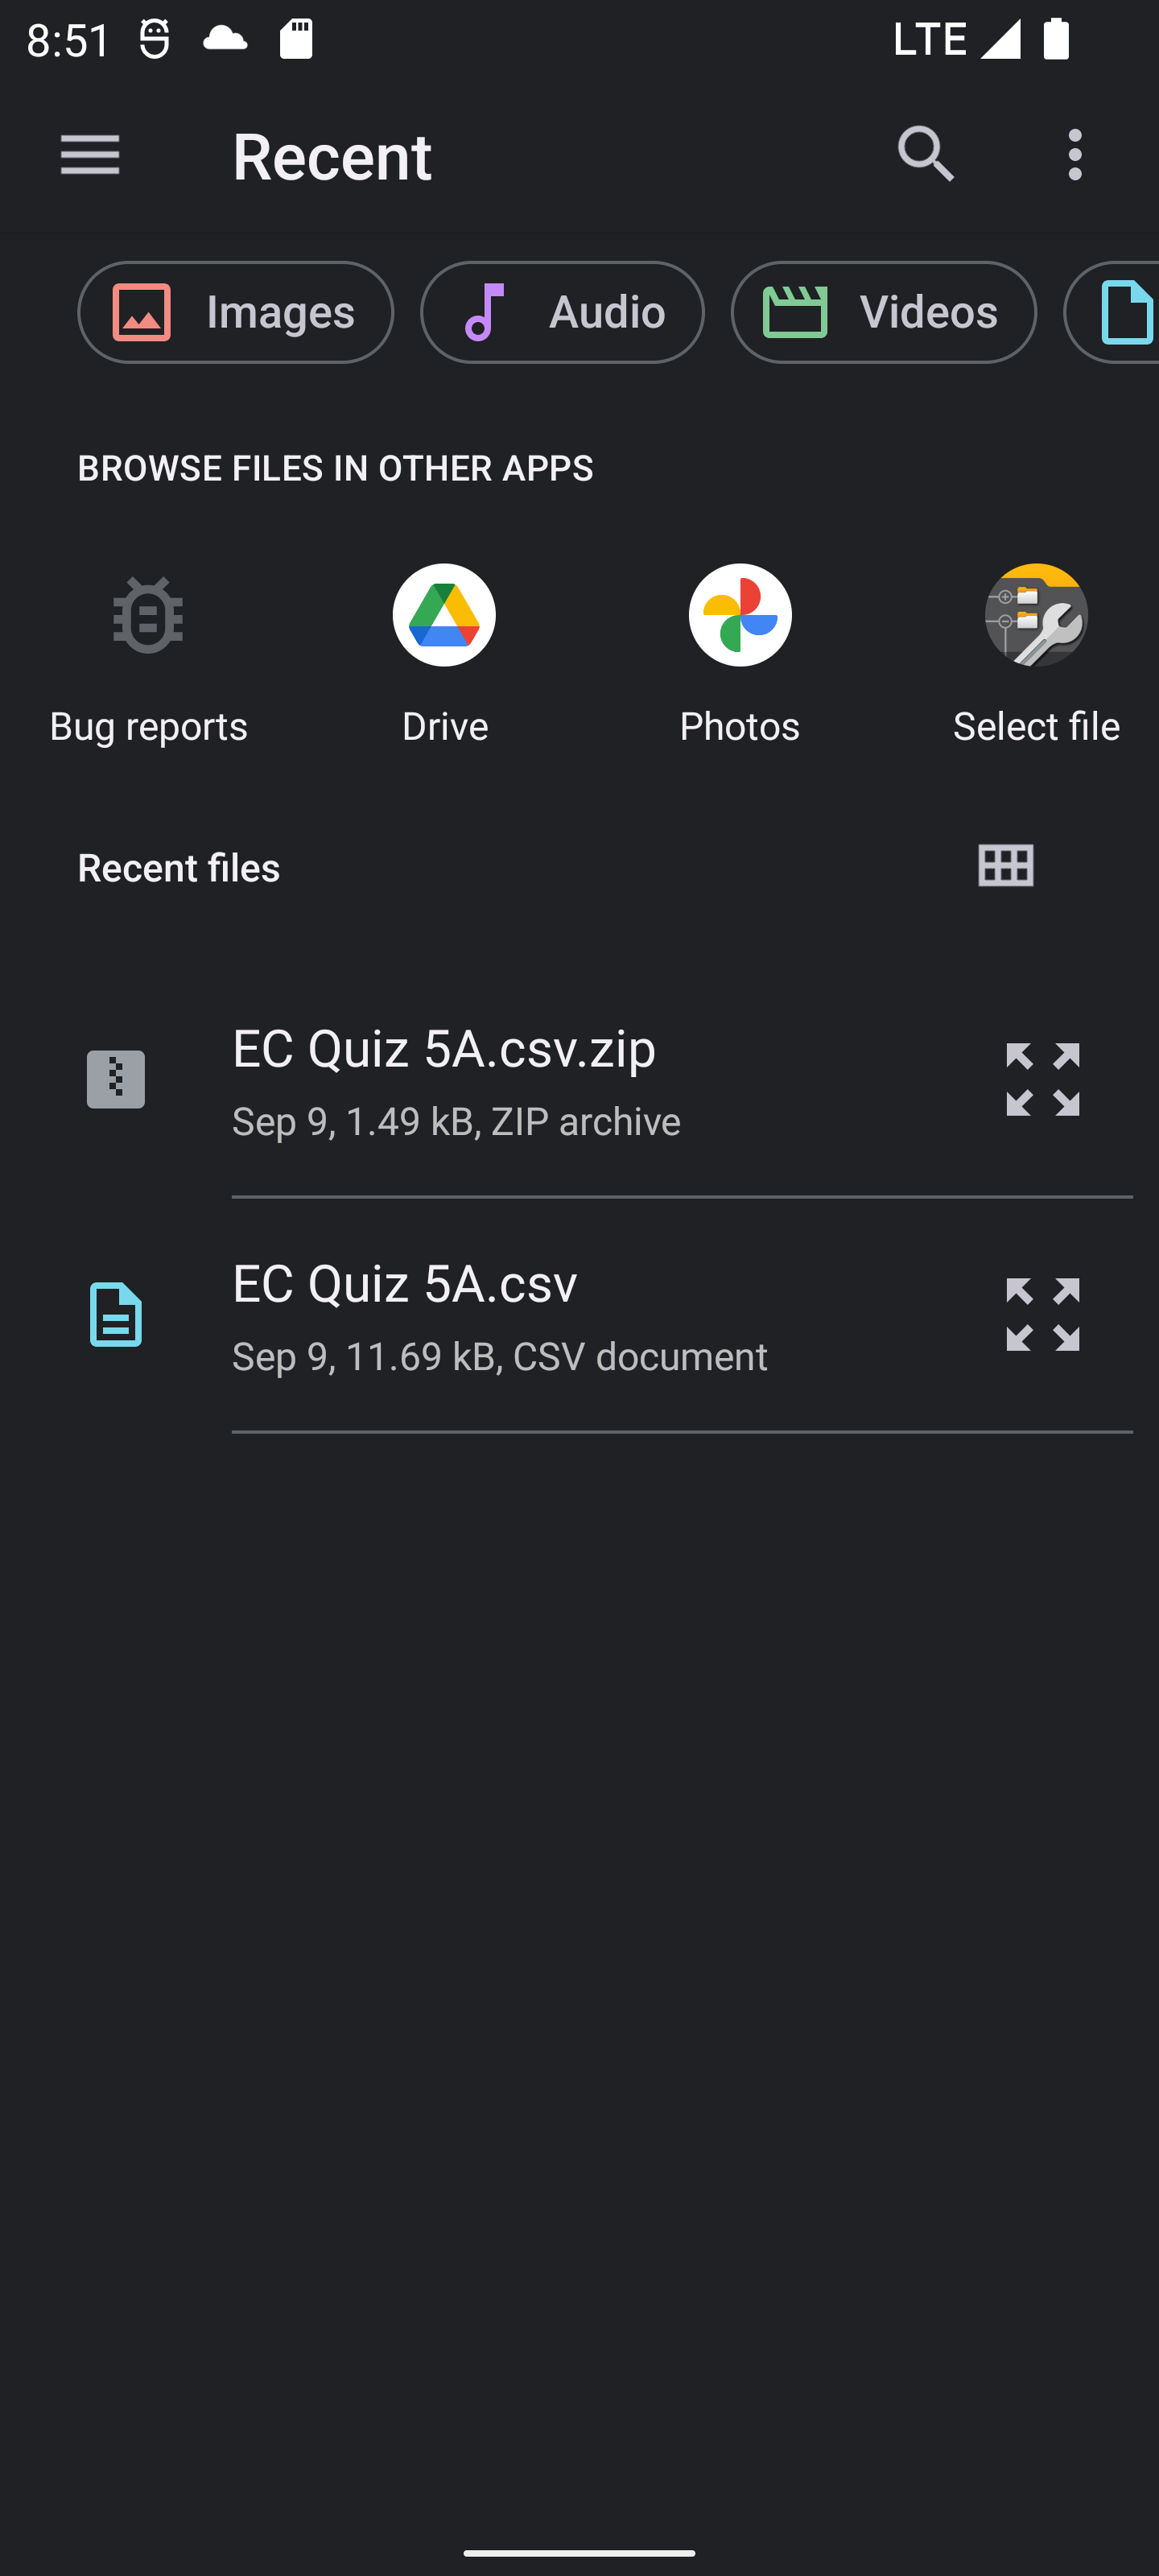 8:51
LTE
Recent
Images
Audio
Videos
BROWSE FILES IN OTHER APPS
Bug reports
Drive
Photos
Select file
Recent files
EC Quiz 5A.csv.zip
Sep 9, 1.49 kB, ZIP archive
EC Quiz 5A.csv
Sep 9, 11.69 kB, CSV document